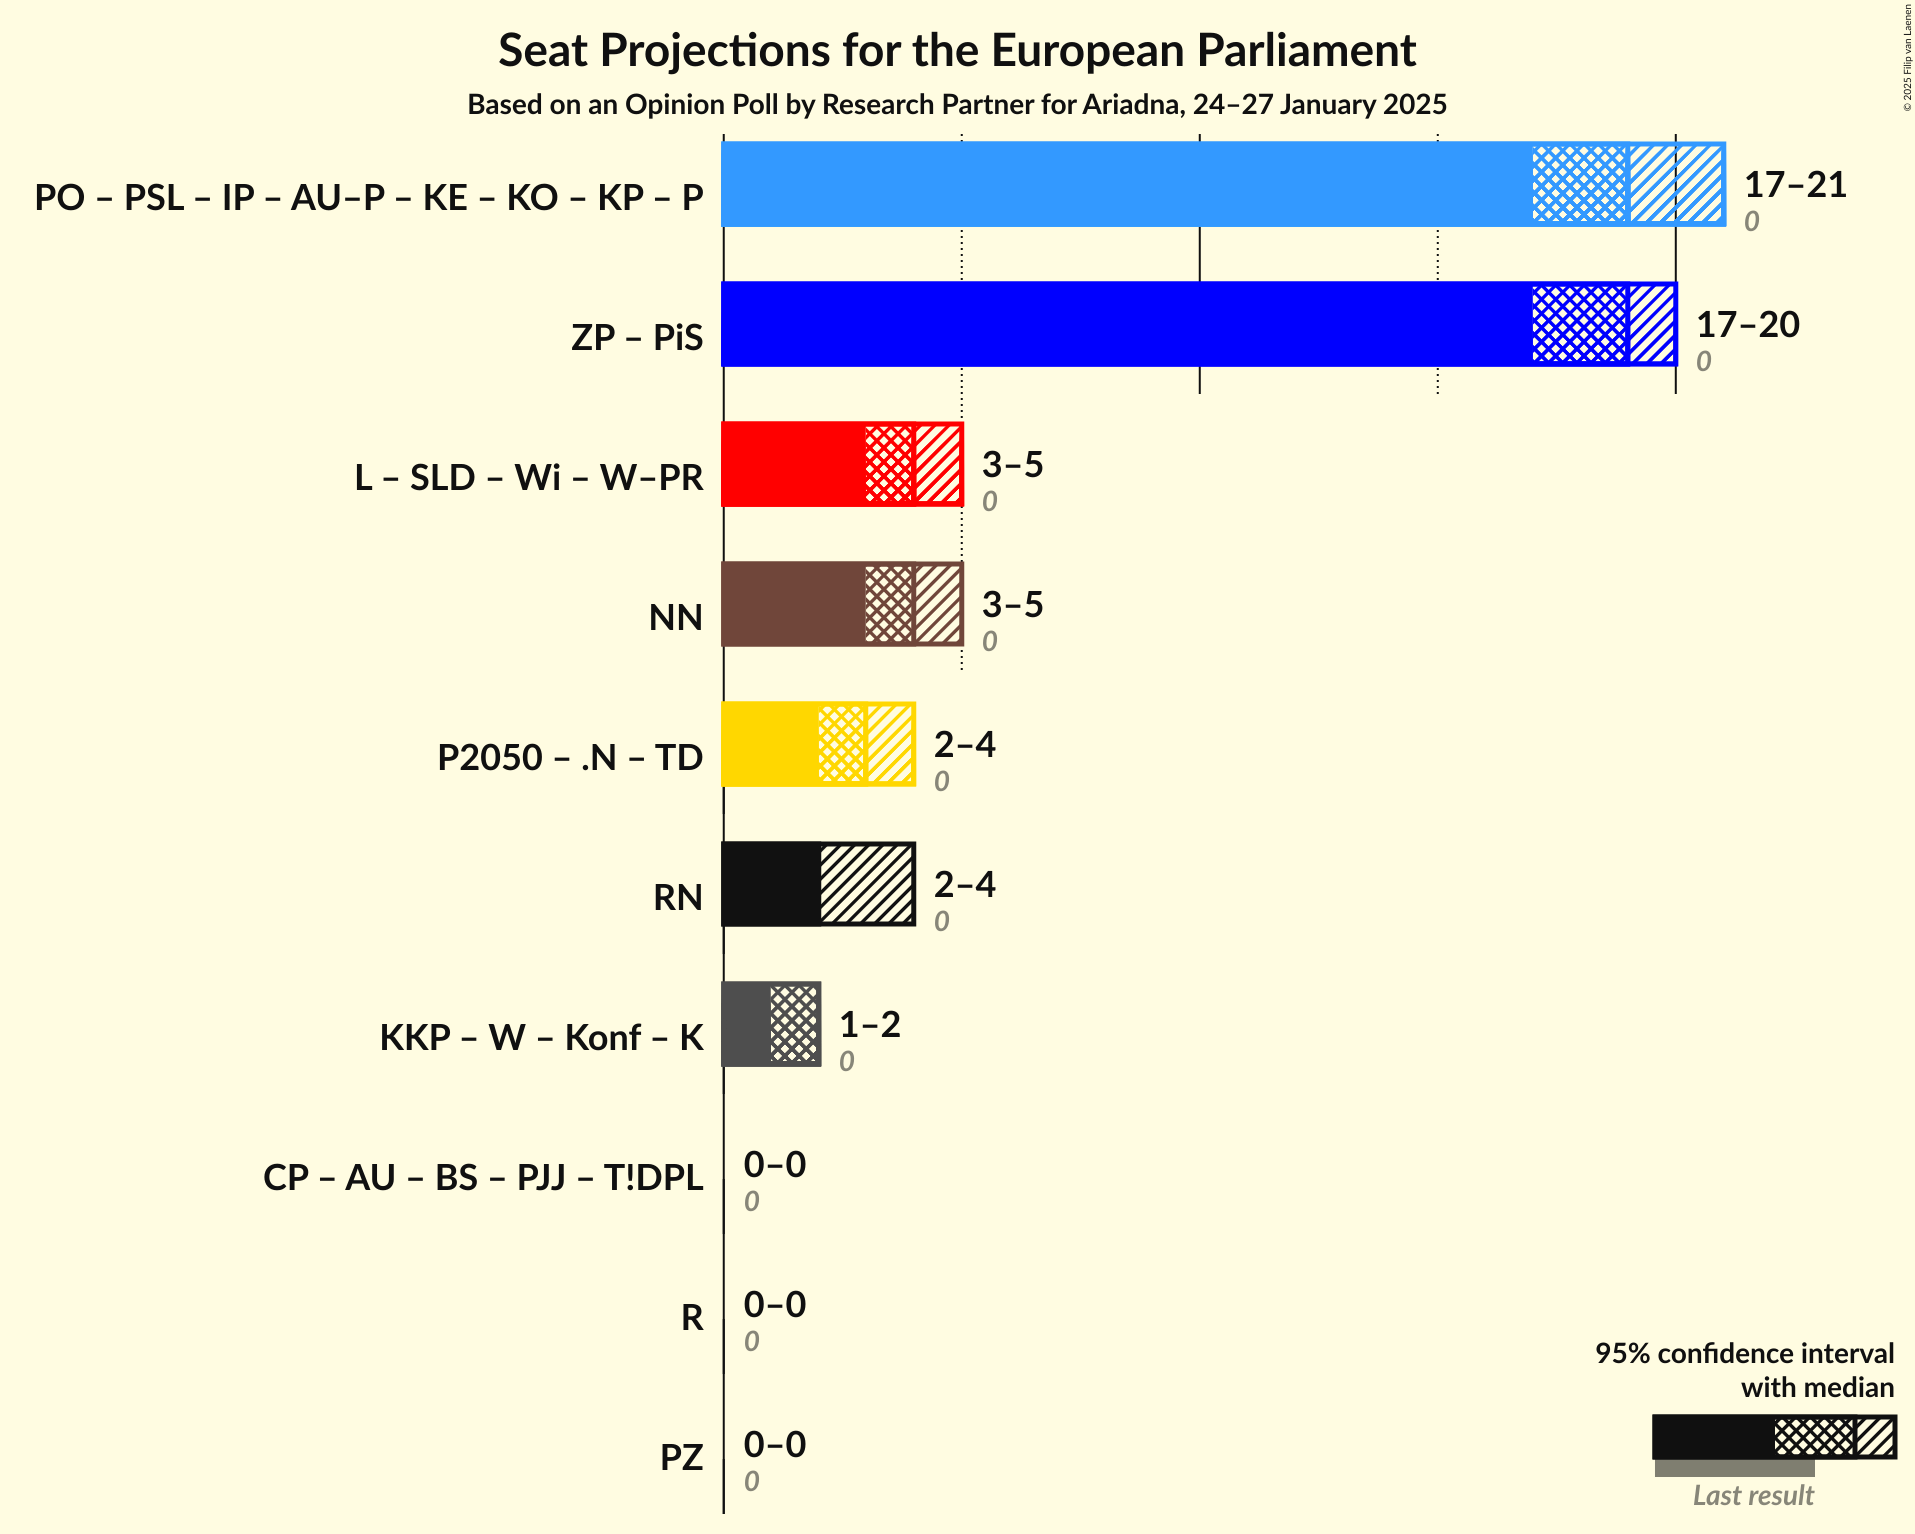 Seat Projections for the European Parliament
Based on an Opinion Poll by Research Partner for Ariadna, 24–27 January 2025
© 2025 Filip van Laenen
PO – PSL – IP – AU–P – KE – KO – KP – P
17–21
0
ZP – PiS
17–20
0
L – SLD – Wi – W–PR
3–5
0
NN
3–5
0
P2050 – .N – TD
2–4
0
RN
2–4
0
KKP – W – Konf – K
1–2
0
CP – AU – BS – PJJ – T!DPL
0–0
0
R
0–0
0
PZ
0–0
0
95% confidence interval
with median
Last result